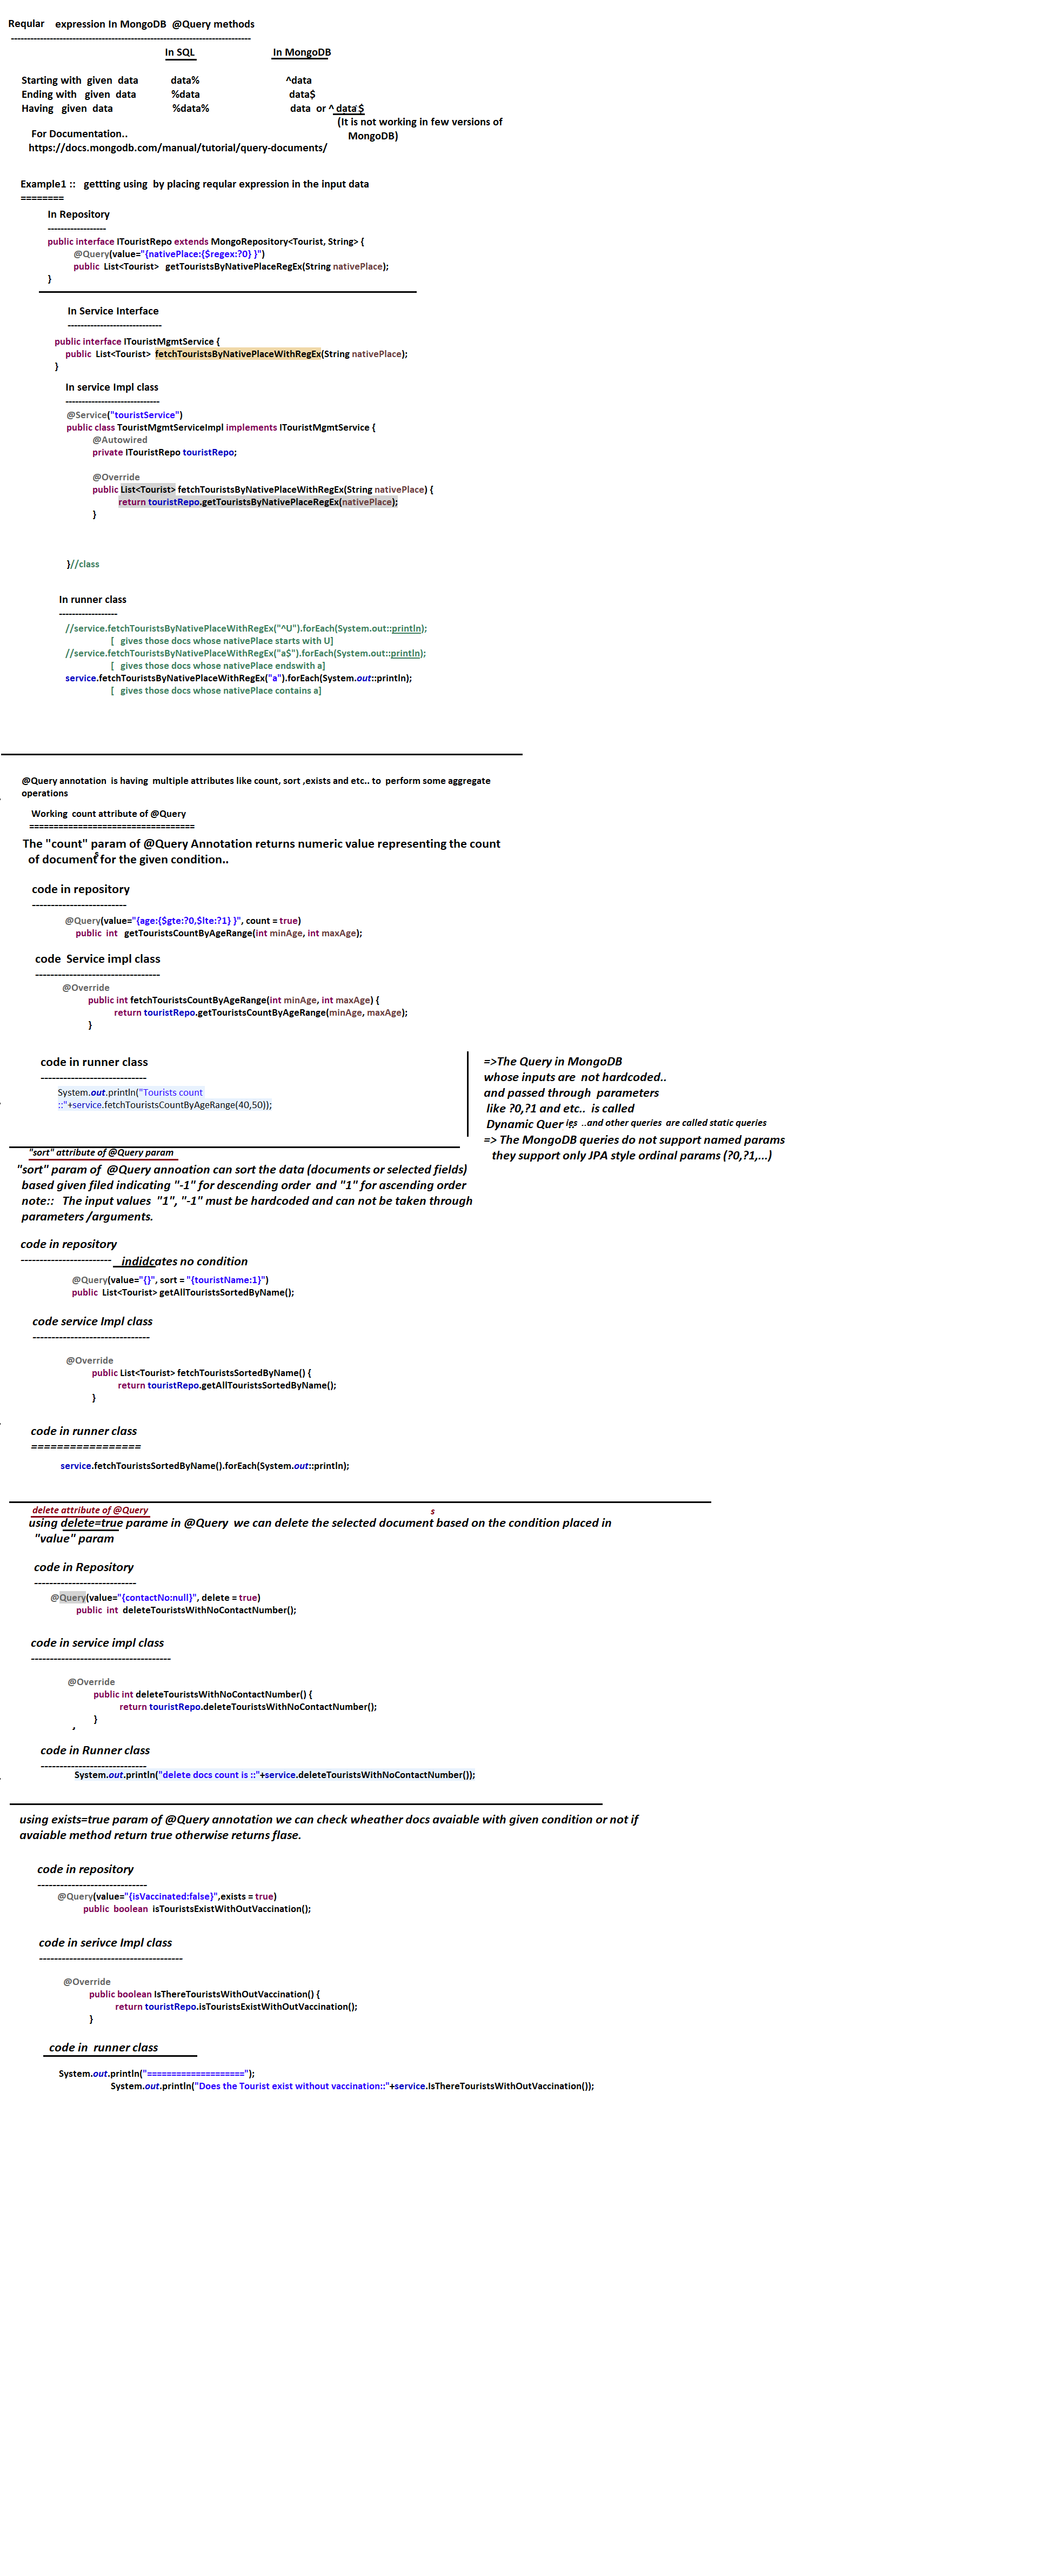 Reqular expression In MongoDB @Query methods
--------------------------------------------------------------------------
In SQL In MongoDB
Starting with given data data% ^data
Ending with given data %data data$
Having given data %data% data or ^ data $
(It is not working in few versions of
MongoDB)
For Documentation..
https://docs.mongodb.com/manual/tutorial/query-documents/
Example1 :: gettting using by placing reqular expression in the input data
========
In Repository
------------------
public interface ITouristRepo extends MongoRepository<Tourist, String> {
@Query(value="{nativePlace:{$regex:?0} }")
public List<Tourist> getTouristsByNativePlaceRegEx(String nativePlace);
}
In Service Interface
-----------------------------
public interface ITouristMgmtService {
public List<Tourist> fetchTouristsByNativePlaceWithRegEx(String nativePlace);
}
In service Impl class
-----------------------------
@Service("touristService")
public class TouristMgmtServiceImpl implements ITouristMgmtService {
@Autowired
private ITouristRepo touristRepo;
@Override
public List<Tourist> fetchTouristsByNativePlaceWithRegEx(String nativePlace) {
return touristRepo.getTouristsByNativePlaceRegEx(nativePlace);
}
}//class
In runner class
------------------
//service.fetchTouristsByNativePlaceWithRegEx("^U").forEach(System.out::println);
[ gives those docs whose nativePlace starts with U]
//service.fetchTouristsByNativePlaceWithRegEx("a$").forEach(System.out::println);
[ gives those docs whose nativePlace endswith a]
service.fetchTouristsByNativePlaceWithRegEx("a").forEach(System.out::println);
[ gives those docs whose nativePlace contains a]
@Query annotation is having multiple attributes like count, sort ,exists and etc.. to perform some aggregate
operations
Working count attribute of @Query
==================================
The "count" param of @Query Annotation returns numeric value representing the count
of documents for the given condition..
code in repository
-------------------------
@Query(value="{age:{$gte:?0,$lte:?1} }", count = true)
public int getTouristsCountByAgeRange(int minAge, int maxAge);
code Service impl class
---------------------------------
@Override
public int fetchTouristsCountByAgeRange(int minAge, int maxAge) {
return touristRepo.getTouristsCountByAgeRange(minAge, maxAge);
}
code in runner class
----------------------------
System.out.println("Tourists count
::"+service.fetchTouristsCountByAgeRange(40,50));
=>The Query in MongoDB
whose inputs are not hardcoded..
and passed through parameters
like ?0,?1 and etc.. is called
Dynamic Queries ..and other queries are called static queries
=> The MongoDB queries do not support named params
they support only JPA style ordinal params (?0,?1,...)
"sort" attribute of @Query param
"sort" param of @Query annoation can sort the data (documents or selected fields)
based given filed indicating "-1" for descending order and "1" for ascending order
note:: The input values "1", "-1" must be hardcoded and can not be taken through
parameters /arguments.
code in repository
------------------------ indidcates no condition
@Query(value="{}", sort = "{touristName:1}")
public List<Tourist> getAllTouristsSortedByName();
code service Impl class
-------------------------------
@Override
public List<Tourist> fetchTouristsSortedByName() {
return touristRepo.getAllTouristsSortedByName();
}
code in runner class
=================
service.fetchTouristsSortedByName().forEach(System.out::println);
delete attribute of @Query
using delete=true parame in @Query we can delete the selected documents based on the condition placed in
"value" param
code in Repository
---------------------------
@Query(value="{contactNo:null}", delete = true)
public int deleteTouristsWithNoContactNumber();
code in service impl class
-------------------------------------
@Override
public int deleteTouristsWithNoContactNumber() {
return touristRepo.deleteTouristsWithNoContactNumber();
}
code in Runner class
----------------------------
System.out.println("delete docs count is ::"+service.deleteTouristsWithNoContactNumber());
using exists=true param of @Query annotation we can check wheather docs avaiable with given condition or not if
avaiable method return true otherwise returns flase.
code in repository
-----------------------------
@Query(value="{isVaccinated:false}",exists = true)
public boolean isTouristsExistWithOutVaccination();
code in serivce Impl class
--------------------------------------
@Override
public boolean IsThereTouristsWithOutVaccination() {
return touristRepo.isTouristsExistWithOutVaccination();
}
code in runner class
System.out.println("====================");
System.out.println("Does the Tourist exist without vaccination::"+service.IsThereTouristsWithOutVaccination());